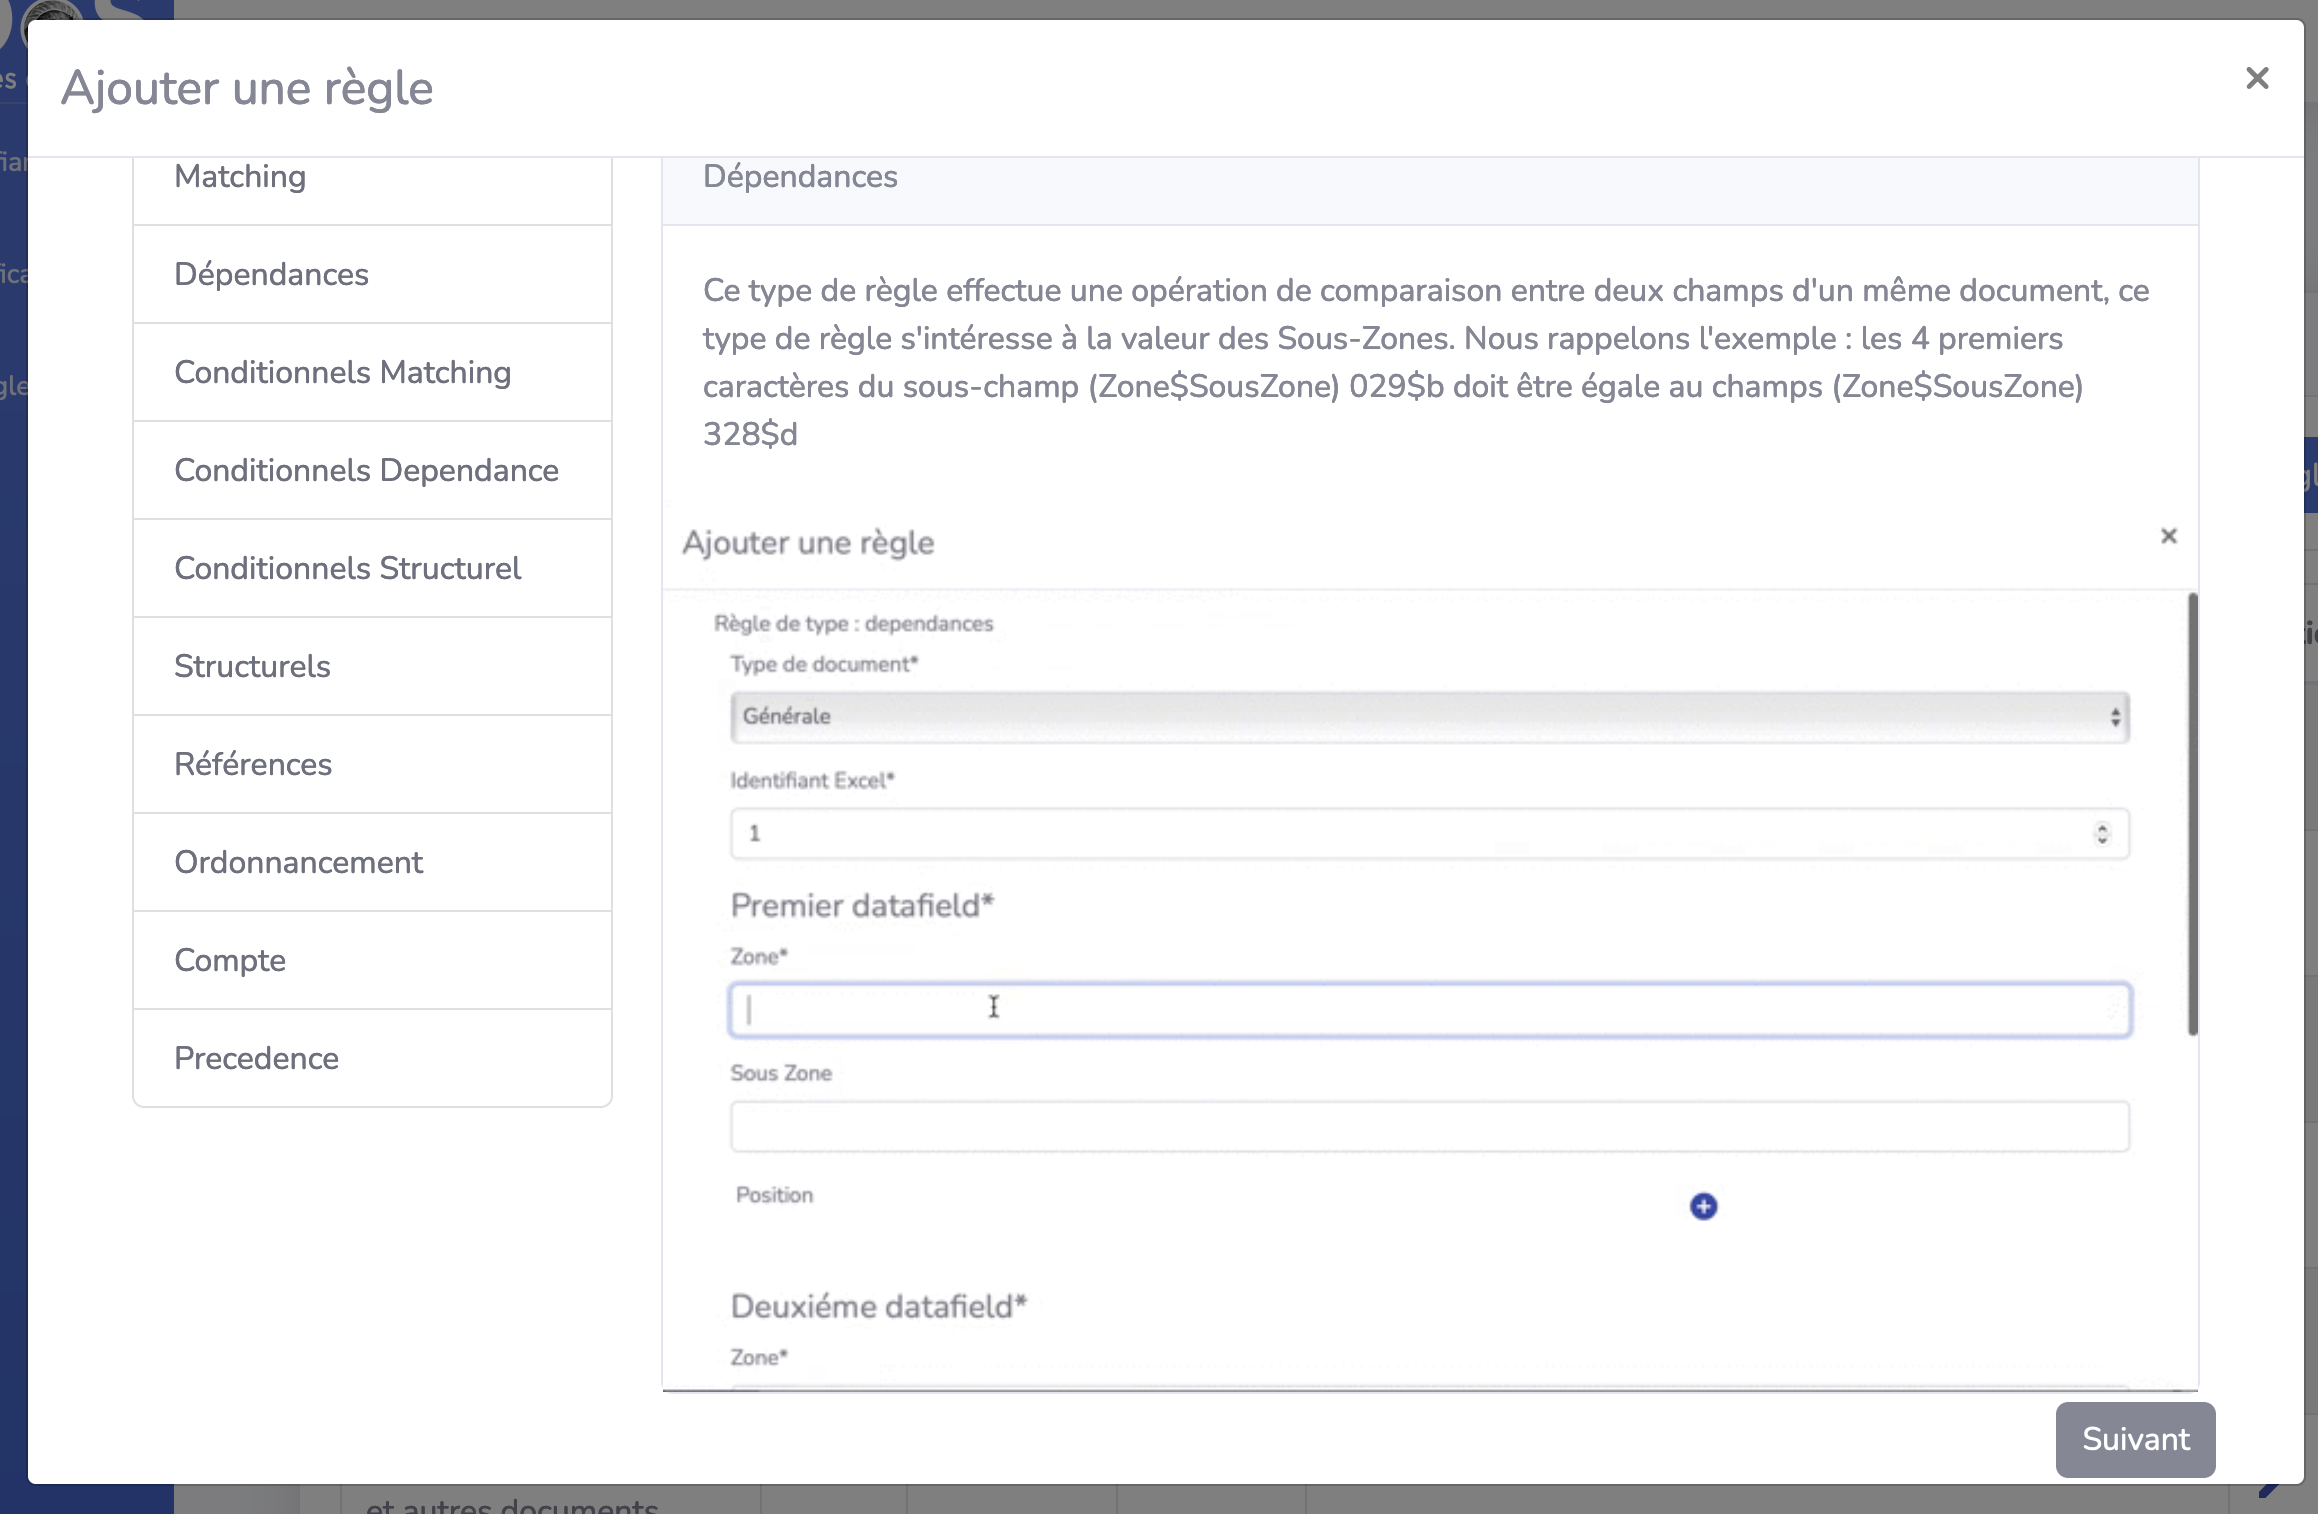 Ajouter une règle
Matching
Dépendances
Conditionnels Matching
Conditionnels Dependance
Conditionnels Structurel
Structurels
Références
Ordonnancement
Compte
Precedence
Dépendances
Ce type de règle effectue une opération de comparaison entre deux champs d'un même document, ce
type de règle s'intéresse à la valeur des Sous-Zones. Nous rappelons l'exemple : les 4 premiers
caractères du sous-champ (Zone$SousZone) 029$b doit être égale au champs (Zone$SousZone)
328$d
Ajouter une règle
Règle de type : dependances
Type de document*
Générale
Identifiant Excel*
1
Premier datafield*
Zone*
Sous Zone
Position
Deuxiéme datafield*
Zone*
Suivant
et autres documents